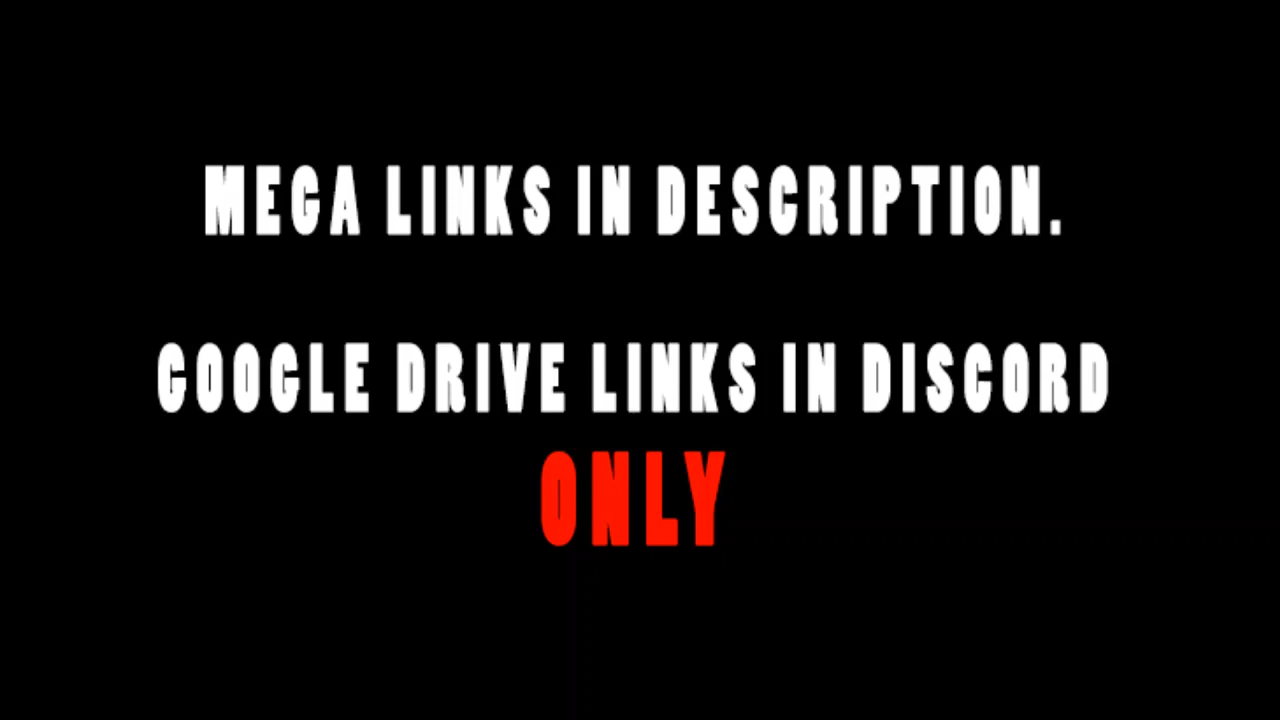 MEGA LINKS IN DESCRIPTION.
GOOGLE DRIVE LINKS IN DISCORD
ONLY